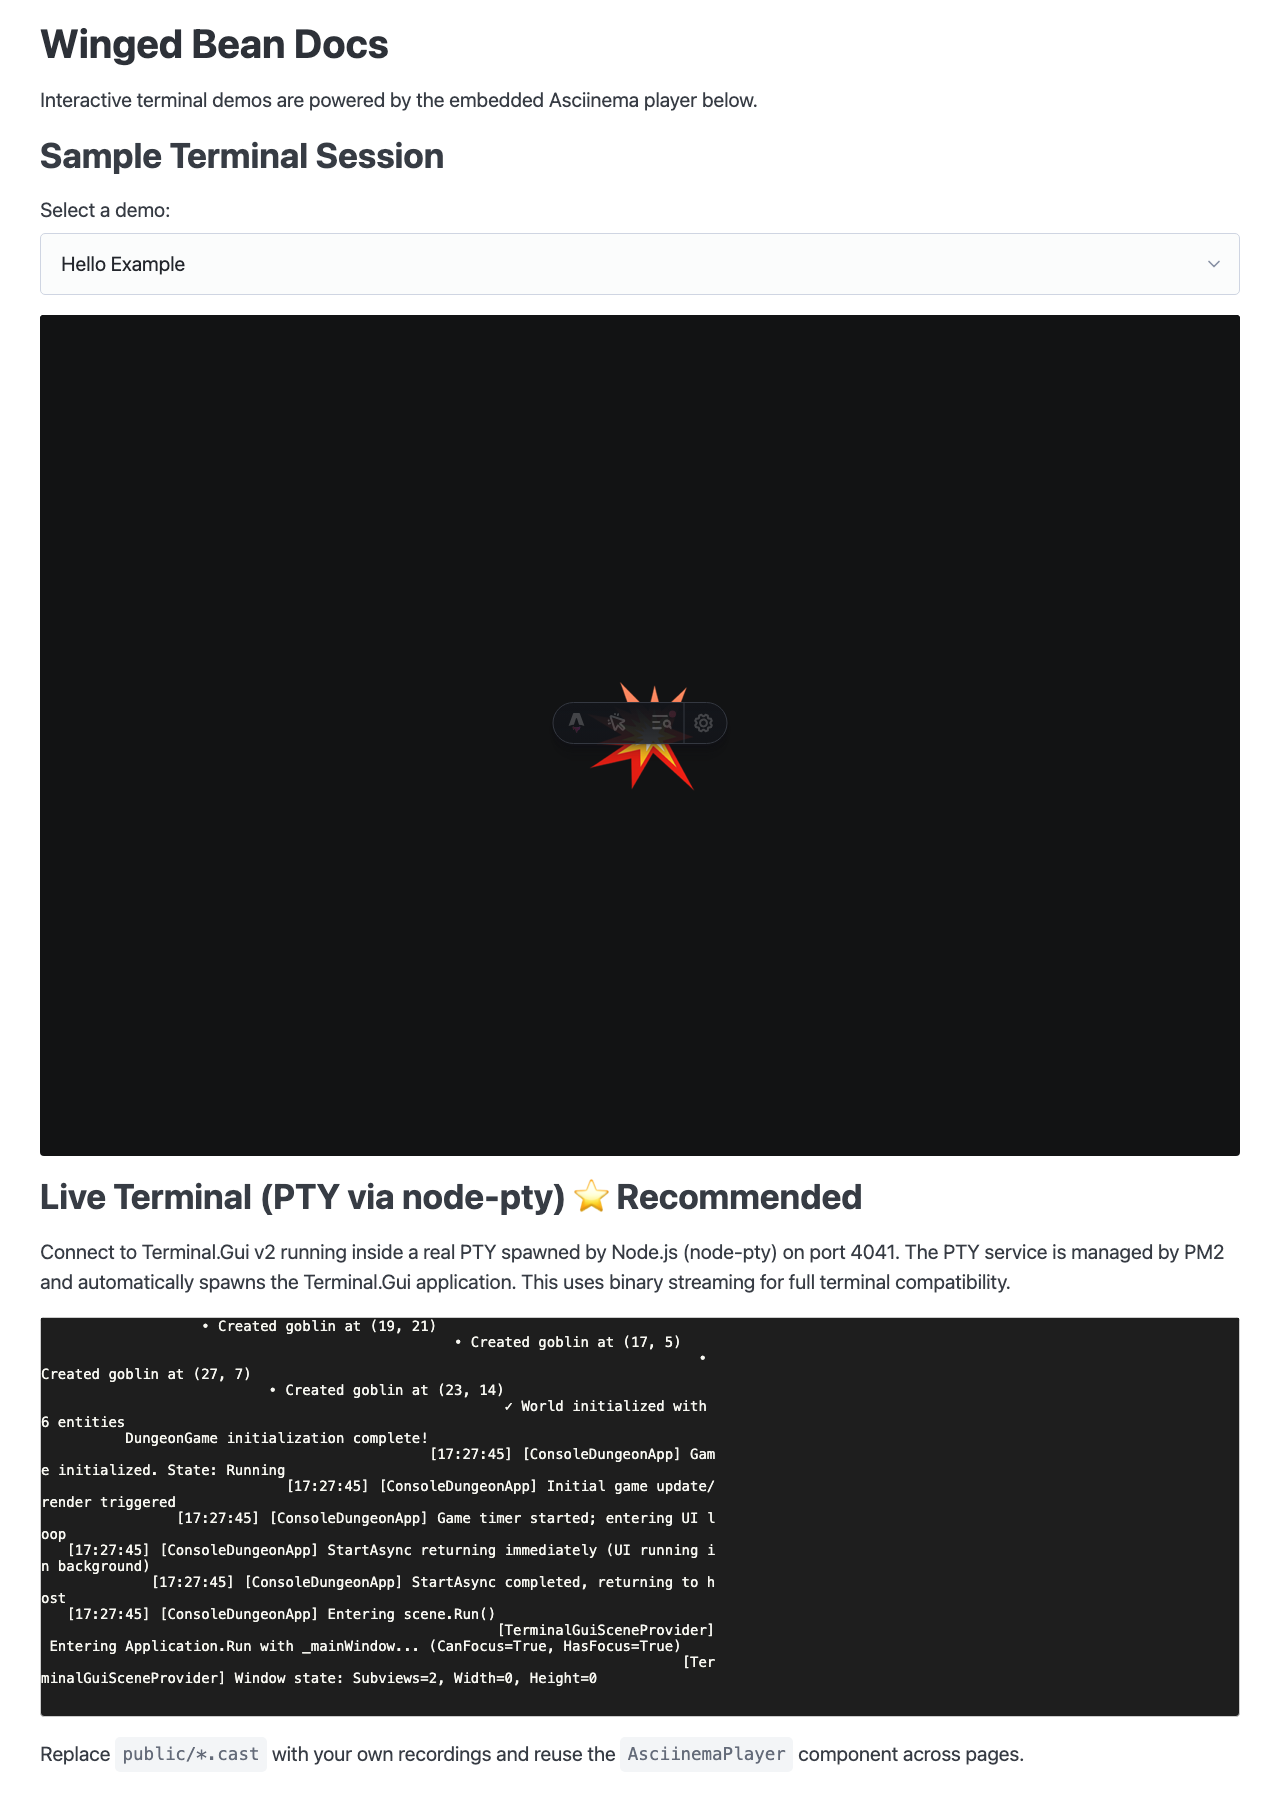 Winged Bean Docs
Interactive terminal demos are powered by the embedded Asciinema player below.
Sample Terminal Session
Select a demo:
Hello Example
Live Terminal (PTY via node-pty) ⭐ Recommended
Connect to Terminal.Gui v2 running inside a real PTY spawned by Node.js (node-pty) on port 4041. The PTY service is managed by PM2
and automatically spawns the Terminal.Gui application. This uses binary streaming for full terminal compatibility.
• Created goblin at (19, 21)
• Created goblin at (17, 5)
•
Created goblin at (27, 7)
• Created goblin at (23, 14)
✓ World initialized with
6 entities
DungeonGame initialization complete!
[17:27:45] [ConsoleDungeonApp] Gam
e initialized. State: Running
[17:27:45] [ConsoleDungeonApp] Initial game update/
render triggered
[17:27:45] [ConsoleDungeonApp] Game timer started; entering UI l
oop
[17:27:45] [ConsoleDungeonApp] StartAsync returning immediately (UI running i
n background)
[17:27:45] [ConsoleDungeonApp] StartAsync completed, returning to h
ost
[17:27:45] [ConsoleDungeonApp] Entering scene.Run()
[TerminalGuiSceneProvider]
Entering Application.Run with _mainWindow... (CanFocus=True, HasFocus=True)
[Ter
minalGuiSceneProvider] Window state: Subviews=2, Width=0, Height=0
Replace public/*.cast with your own recordings and reuse the AsciinemaPlayer component across pages.